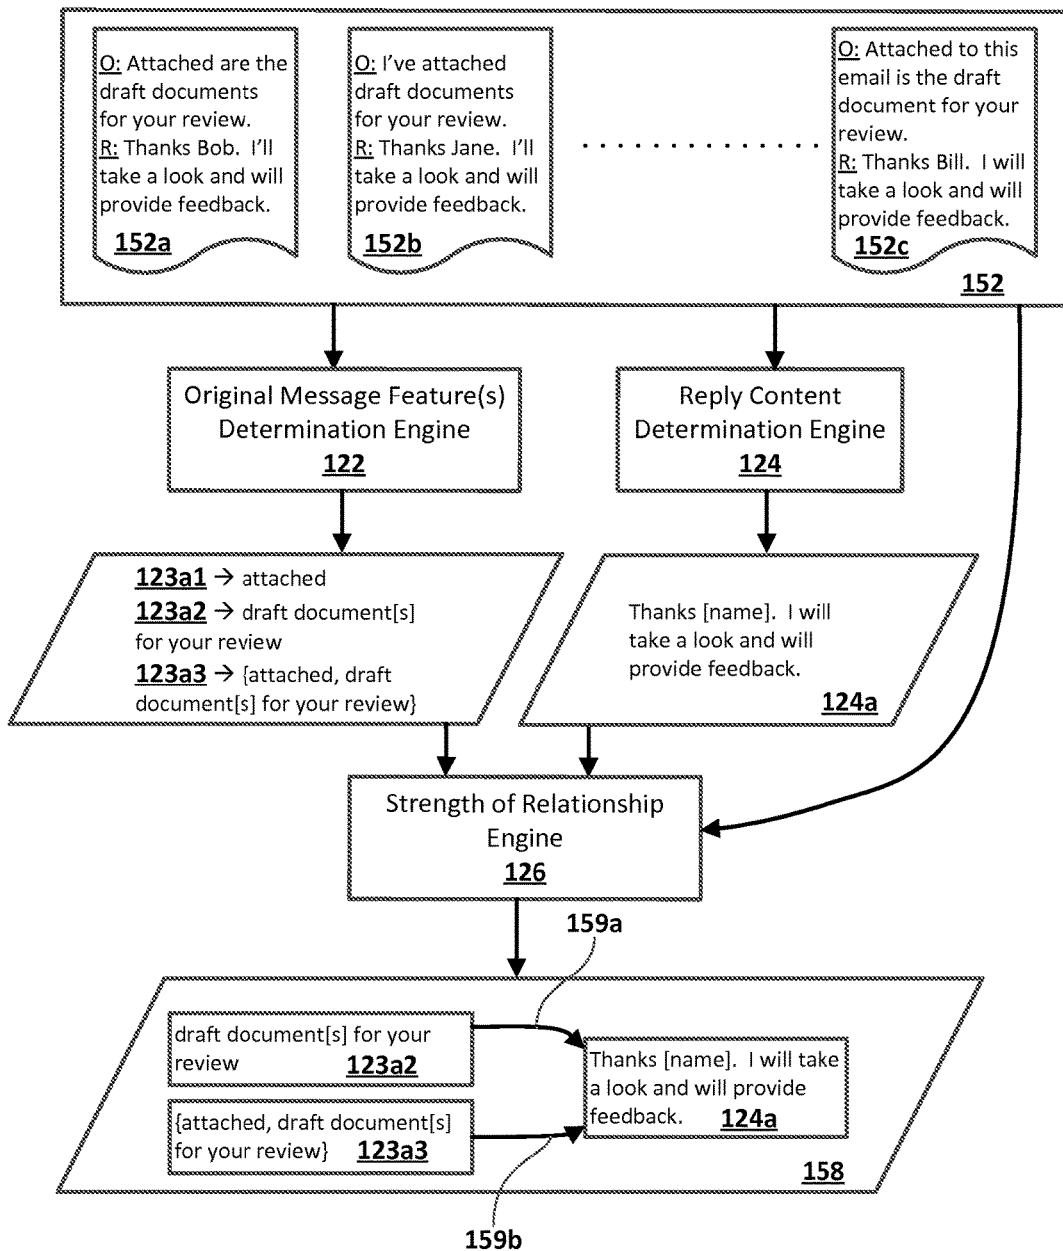 O: Attached are the
draft documents
for your review.
R: Thanks Bob.  I'll
take a look and will
provide feedback.
152a
O: I've attached
draft documents
for your review.
R: Thanks Jane.  I'll
take a look and will
provide feedback.
152b
O: Attached to this
email is the draft
document for your
review.
R: Thanks Bill.  I will
take a look and will
provide feedback.
152c
152
Original Message Feature(s)
Determination Engine
122
Reply Content
Determination Engine
124
123a1 → attached
123a2 → draft document[s]
for your review
123a3 → {attached, draft
document[s] for your review}
Thanks [name].  I will
take a look and will
provide feedback.
124a
Strength of Relationship
Engine
126
159a
draft document[s] for your
review 123a2
{attached, draft document[s]
for your review} 123a3
Thanks [name].  I will take
a look and will provide
feedback. 124a
158
159b